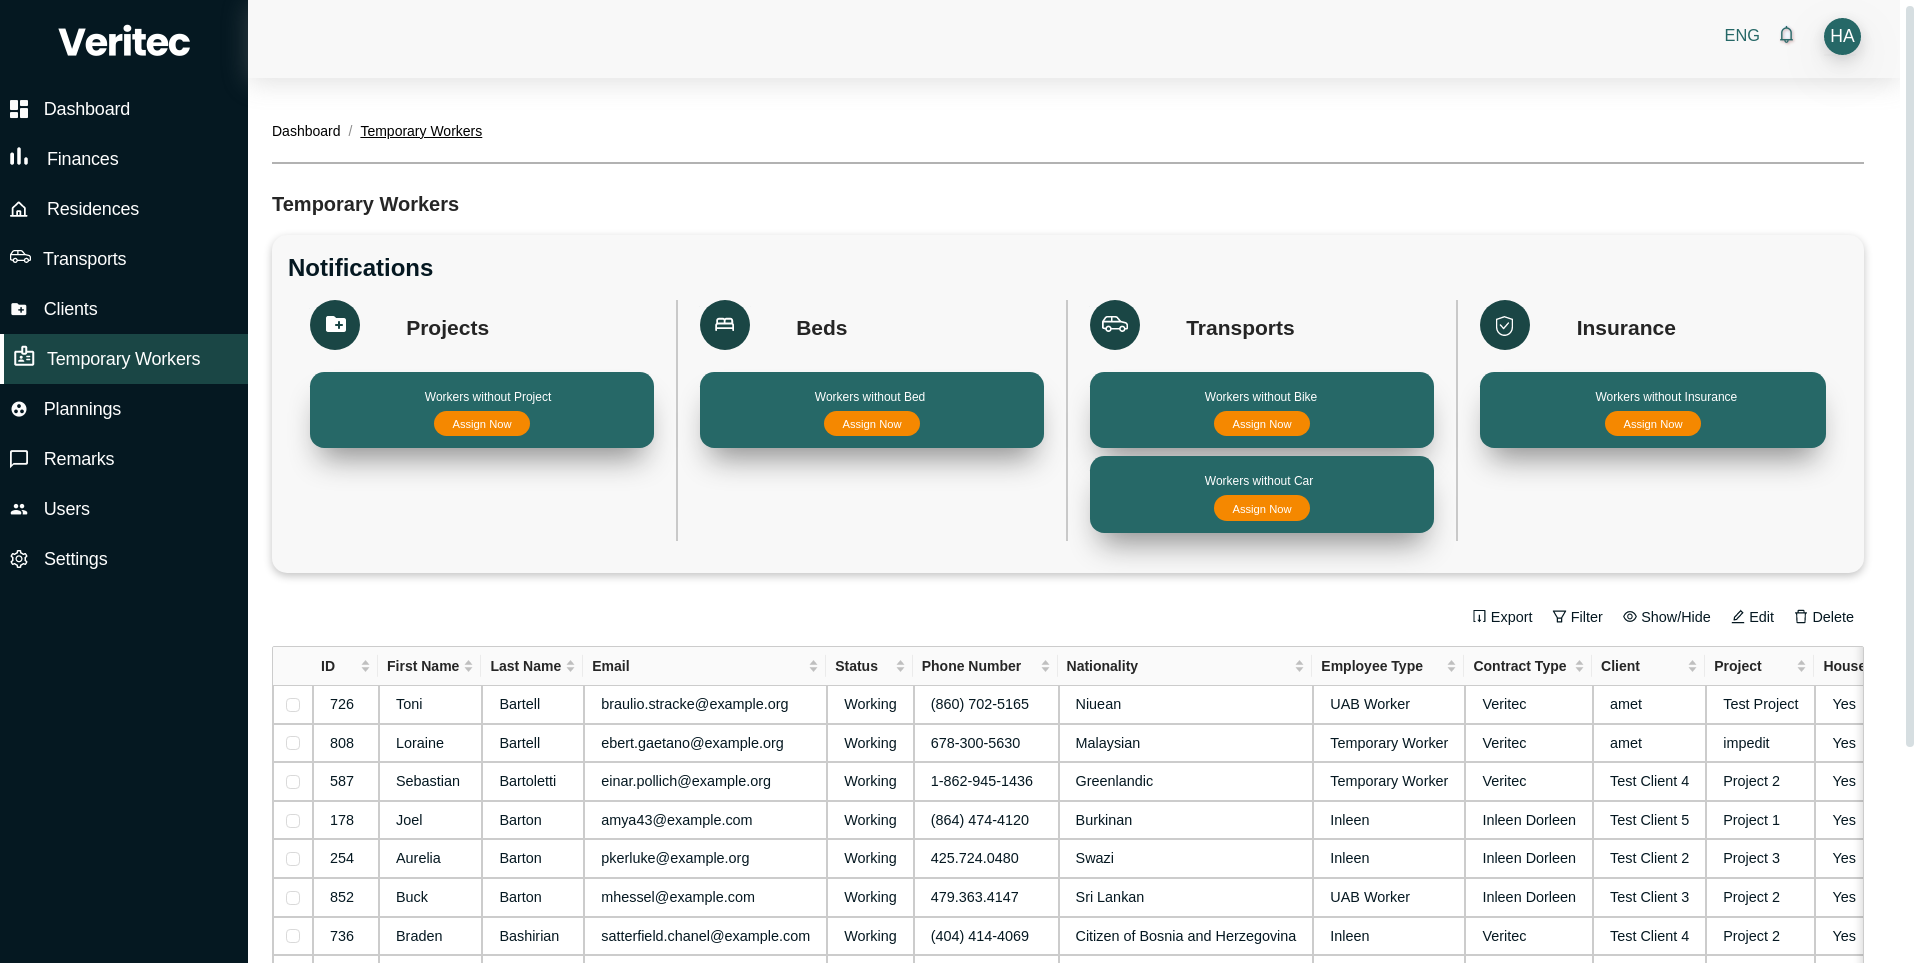 Veritec
ENG
HA
Dashboard
Finances
Residences
Transports
Clients
Temporary Workers
Plannings
Remarks
Users
Settings
Dashboard / Temporary Workers
Temporary Workers
Notifications
Projects
Workers without Project
Assign Now
Beds
Workers without Bed
Assign Now
Transports
Workers without Bike
Assign Now
Workers without Car
Assign Now
Insurance
Workers without Insurance
Assign Now
Export Filter Show/Hide Edit Delete
ID First Name Last Name Email Status Phone Number Nationality Employee Type Contract Type Client Project House
726 Toni Bartell braulio.stracke@example.org Working (860) 702-5165 Niuean UAB Worker Veritec amet Test Project Yes
808 Loraine Bartell ebert.gaetano@example.org Working 678-300-5630 Malaysian Temporary Worker Veritec amet impedit Yes
587 Sebastian Bartoletti einar.pollich@example.org Working 1-862-945-1436 Greenlandic Temporary Worker Veritec Test Client 4 Project 2 Yes
178 Joel Barton amya43@example.com Working (864) 474-4120 Burkinan Inleen Inleen Dorleen Test Client 5 Project 1 Yes
254 Aurelia Barton pkerluke@example.org Working 425.724.0480 Swazi Inleen Inleen Dorleen Test Client 2 Project 3 Yes
852 Buck Barton mhessel@example.com Working 479.363.4147 Sri Lankan UAB Worker Inleen Dorleen Test Client 3 Project 2 Yes
736 Braden Bashirian satterfield.chanel@example.com Working (404) 414-4069 Citizen of Bosnia and Herzegovina Inleen Veritec Test Client 4 Project 2 Yes